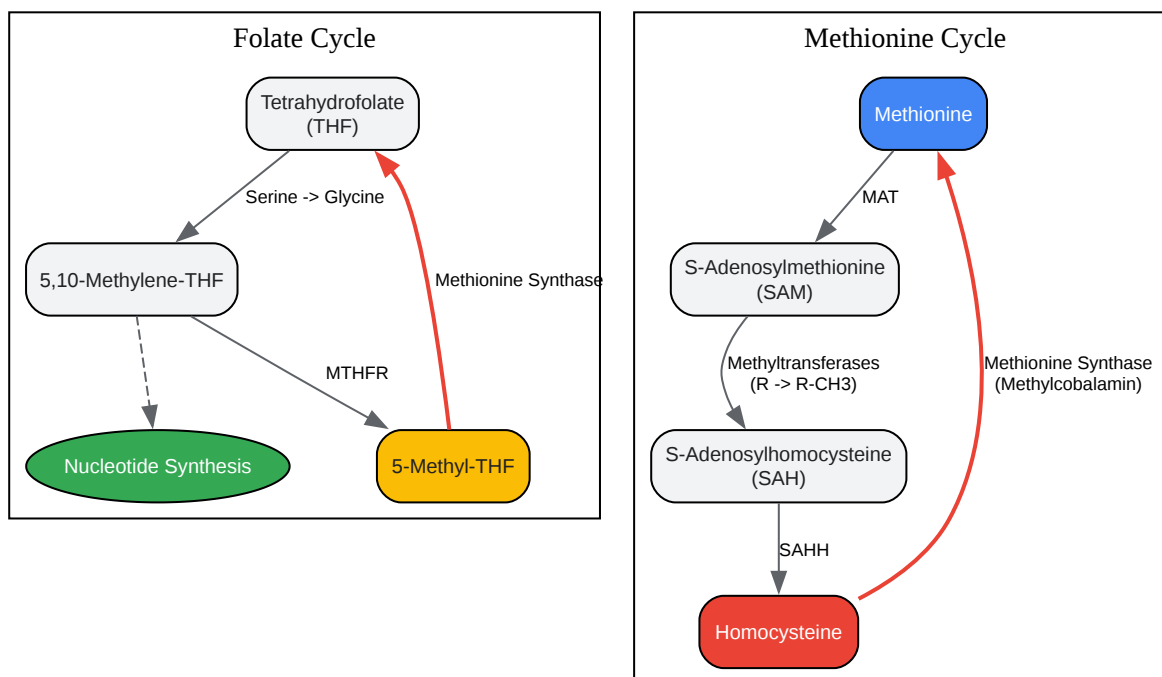 Folate Cycle
Tetrahydrofolate
(THF)
Serine -> Glycine
5,10-Methylene-THF
Methionine Synthase
MTHFR
Nucleotide Synthesis
5-Methyl-THF
Methionine Cycle
Methionine
MAT
S-Adenosylmethionine
(SAM)
Methyltransferases
(R -> R-CH3)
Methionine Synthase
(Methylcobalamin)
S-Adenosylhomocysteine
(SAH)
SAHH
Homocysteine